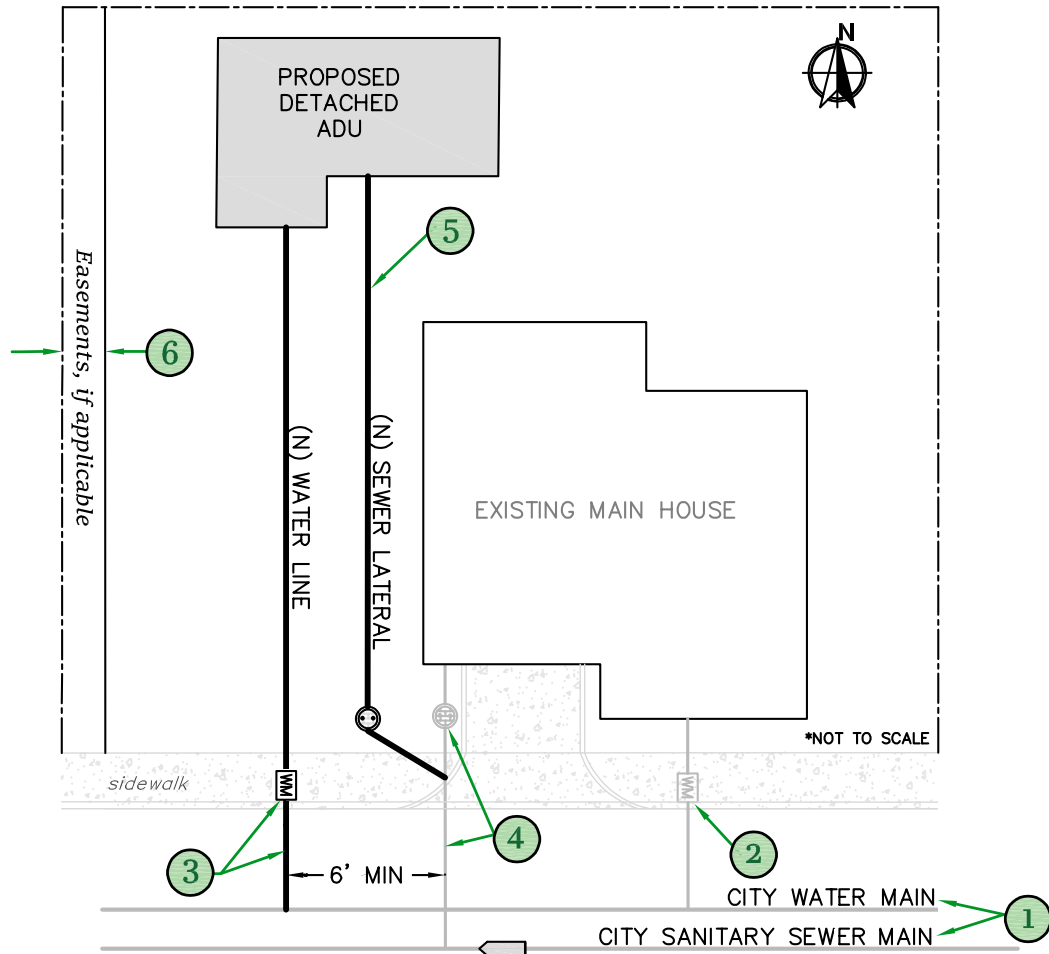 N
PROPOSED
DETACHED
ADU
5
Easements, if applicable
6
(N) WATER LINE
(N) SEWER LATERAL
EXISTING MAIN HOUSE
*NOT TO SCALE
sidewalk
WM
WM
3
6' MIN
4
2
CITY WATER MAIN
1
CITY SANITARY SEWER MAIN